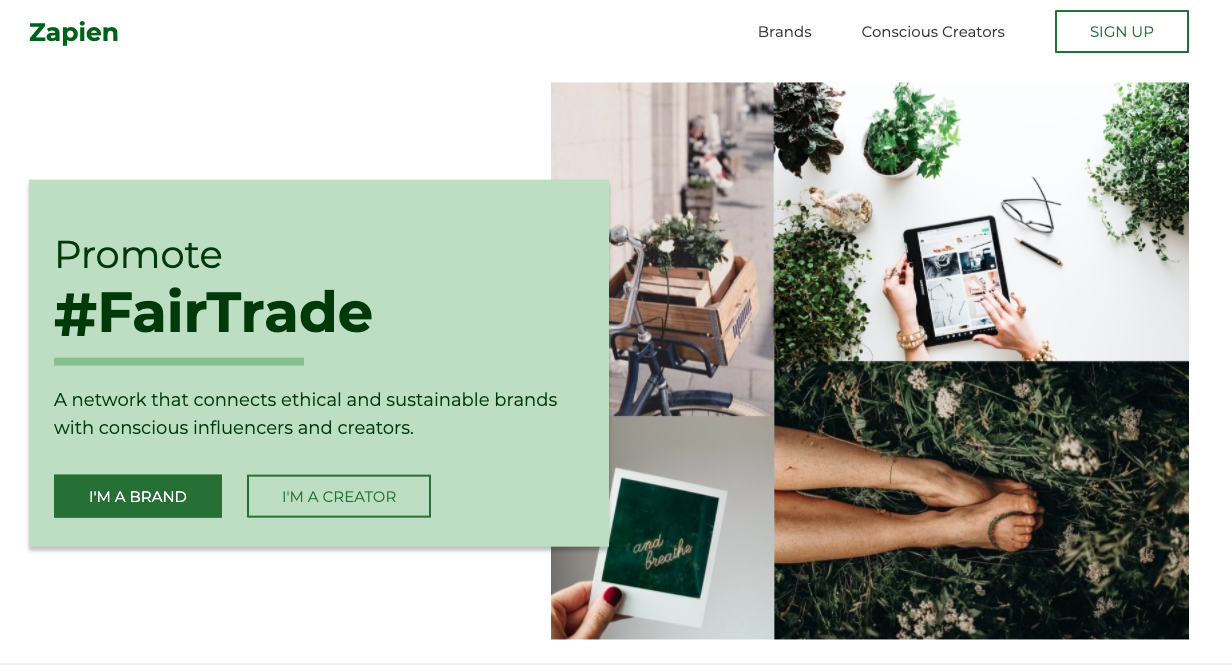 Zapien
Brands
Conscious Creators
SIGN UP
Promote
#FairTrade
A network that connects ethical and sustainable brands
with conscious influencers and creators.
I'M A BRAND
I'M A CREATOR
and
breathe